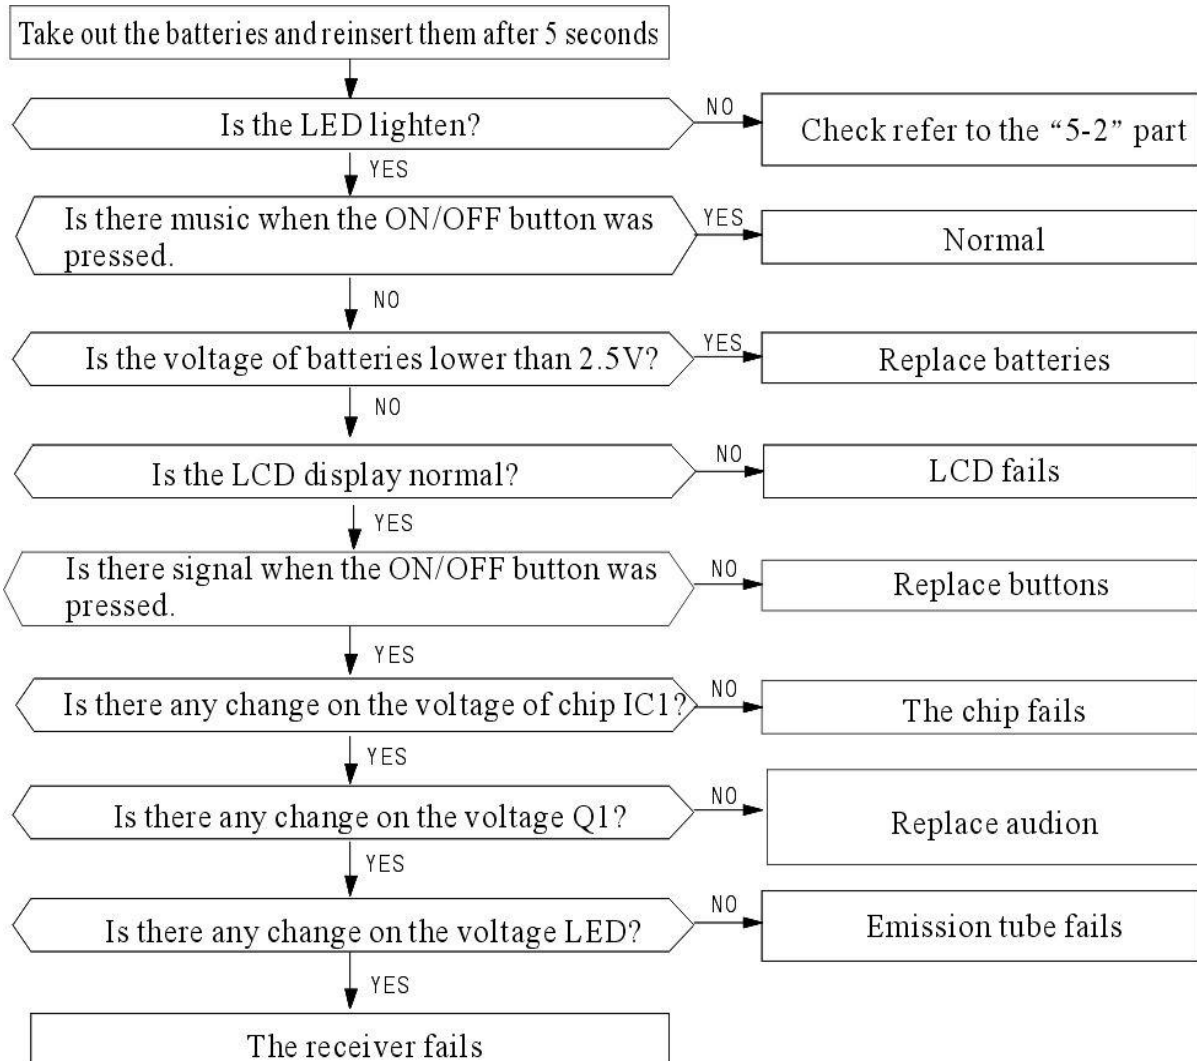 Take out the batteries and reinsert them after 5 seconds
Is the LED lighten?
NO
Check refer to the “5-2” part
YES
Is there music when the ON/OFF button was
pressed.
YES
Normal
NO
Is the voltage of batteries lower than 2.5V?
YES
Replace batteries
NO
Is the LCD display normal?
NO
LCD fails
YES
Is there signal when the ON/OFF button was
pressed.
NO
Replace buttons
YES
Is there any change on the voltage of chip IC1?
NO
The chip fails
YES
Is there any change on the voltage Q1?
NO
Replace audion
YES
Is there any change on the voltage LED?
NO
Emission tube fails
YES
The receiver fails